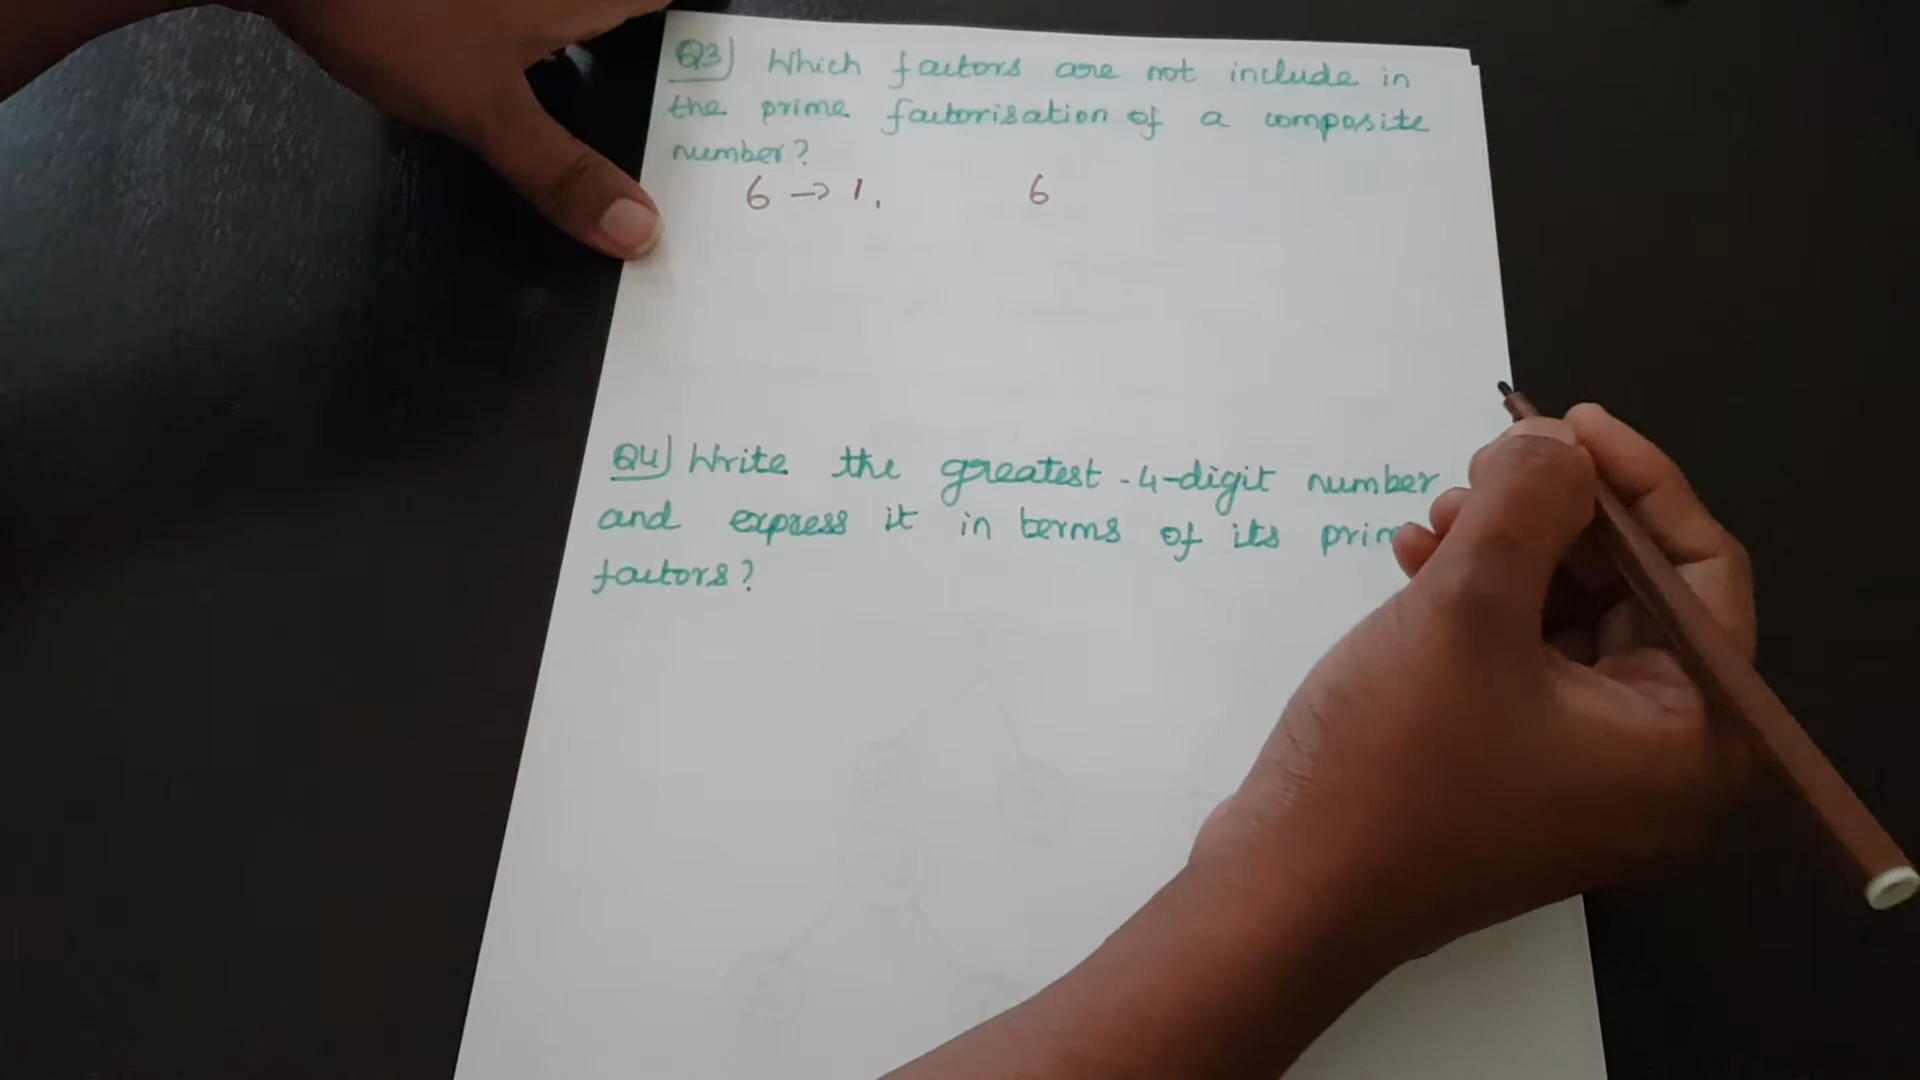 Q3) Which factors are not include in
the prime factorisation of a composite
number?
6 → 1, 6
Q4) Write the greatest -4-digit number
and express it in terms of its
factors?